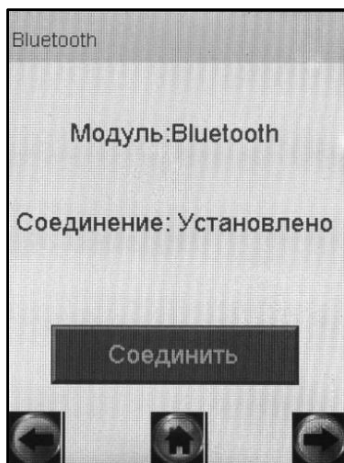 Bluetooth
Модуль:Bluetooth
Соединение: Установлено
Соединить